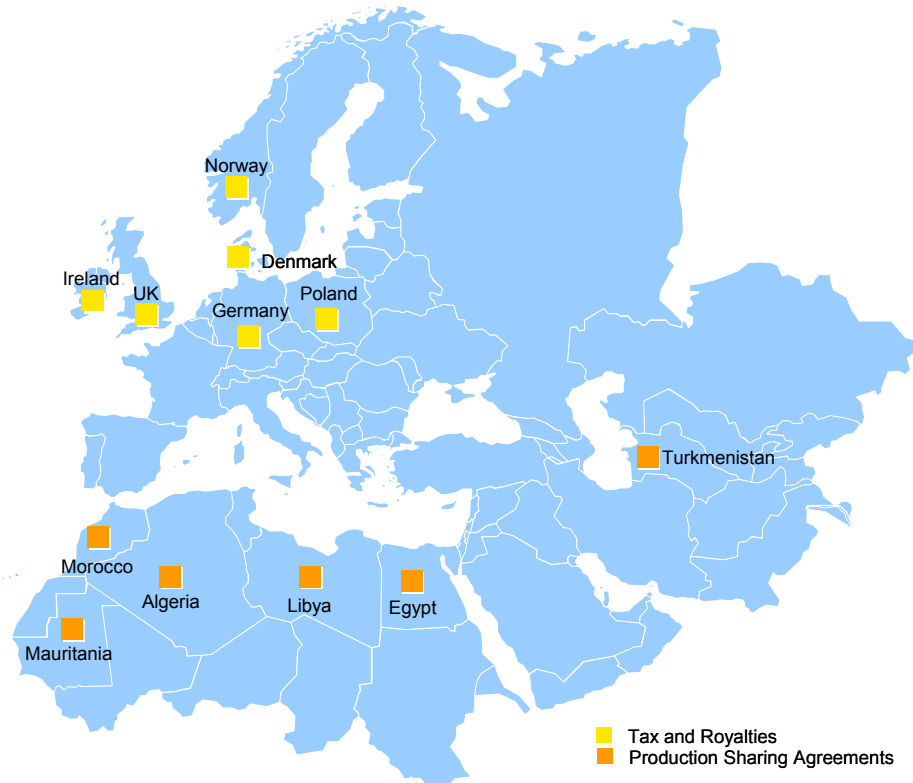 Norway
Denmark
Ireland
UK
Poland
Germany
Turkmenistan
Morocco
Algeria
Libya
Egypt
Mauritania
Tax and Royalties
Production Sharing Agreements